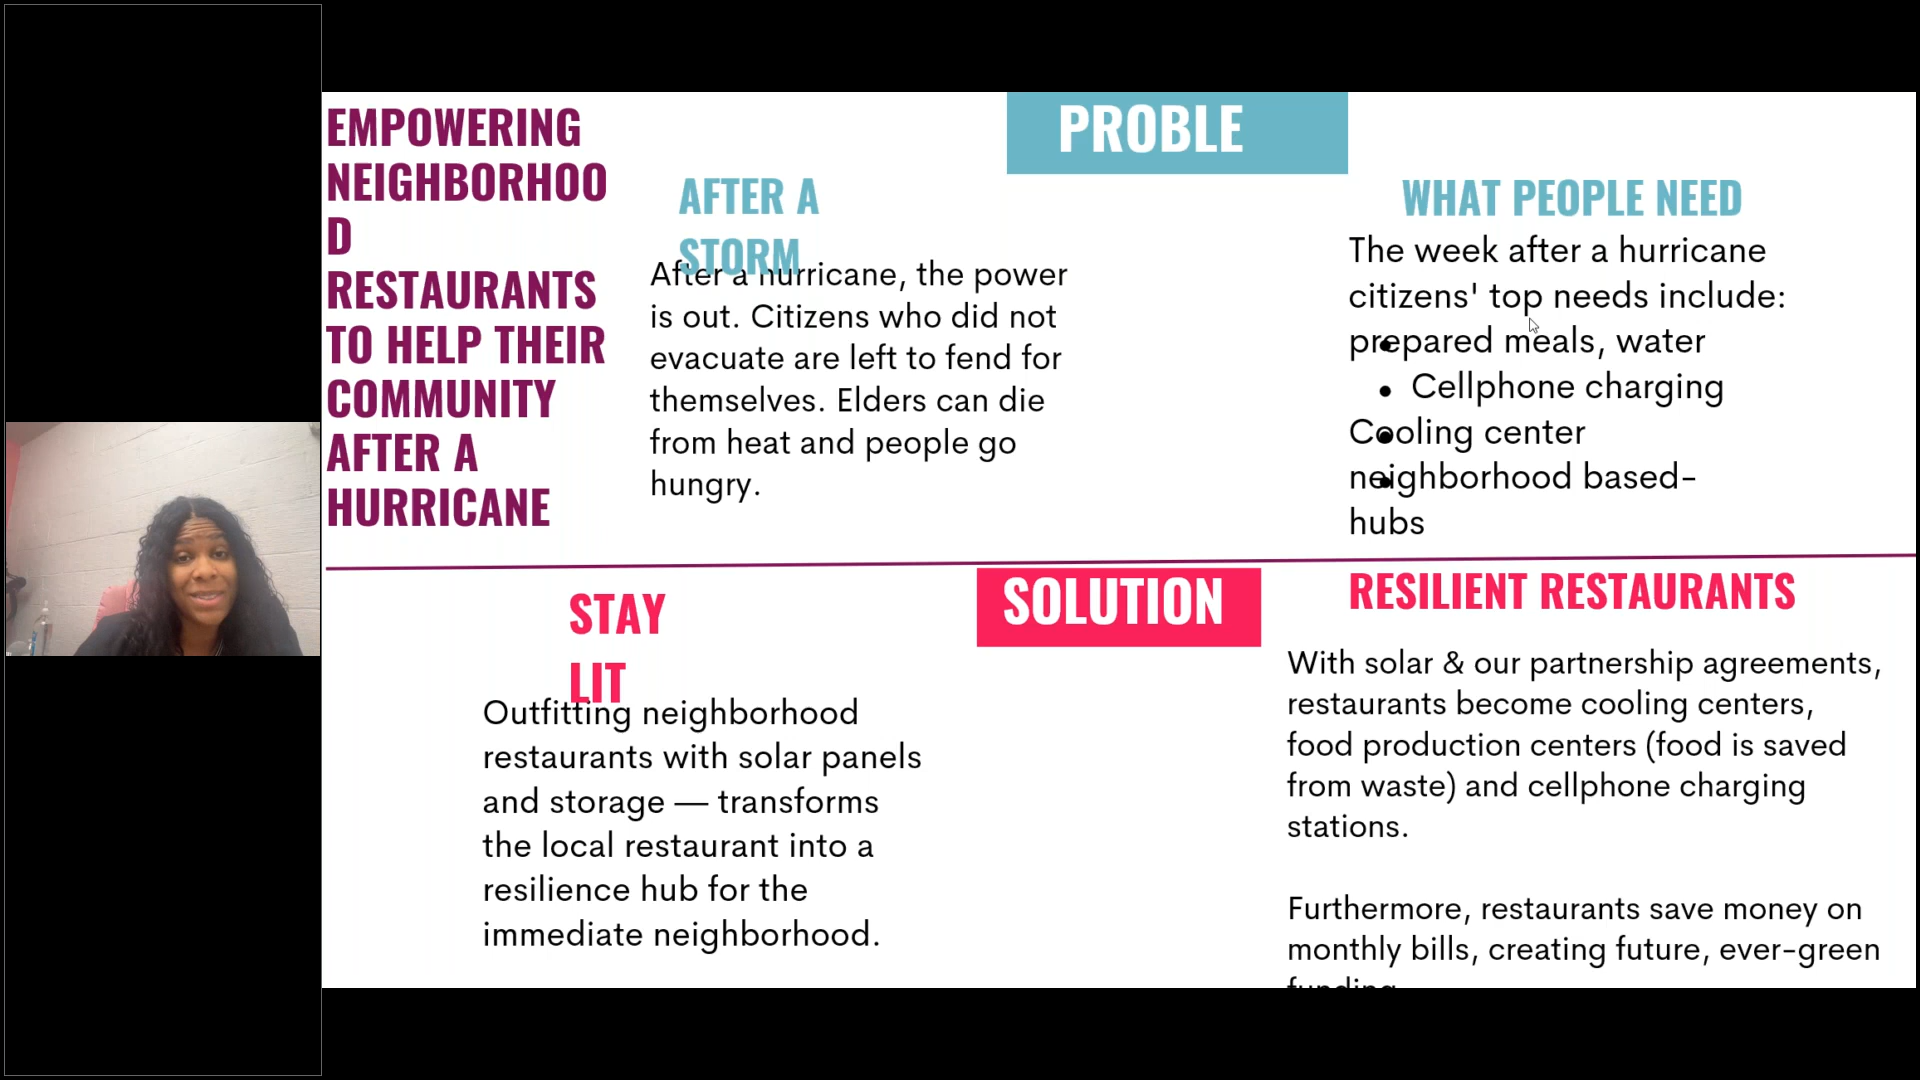 EMPOWERING
NEIGHBORHOO
D
RESTAURANTS
TO HELP THEIR
COMMUNITY
AFTER A
HURRICANE
PROBLE
AFTER A
STORM
After a hurricane, the power
is out. Citizens who did not
evacuate are left to fend for
themselves. Elders can die
from heat and people go
hungry.
WHAT PEOPLE NEED
The week after a hurricane
citizens' top needs include:
prepared meals, water
• Cellphone charging
Cooling center
neighborhood based-
hubs
SOLUTION
STAY
LIT
Outfitting neighborhood
restaurants with solar panels
and storage — transforms
the local restaurant into a
resilience hub for the
immediate neighborhood.
RESILIENT RESTAURANTS
With solar & our partnership agreements,
restaurants become cooling centers,
food production centers (food is saved
from waste) and cellphone charging
stations.
Furthermore, restaurants save money on
monthly bills, creating future, ever-green
funding